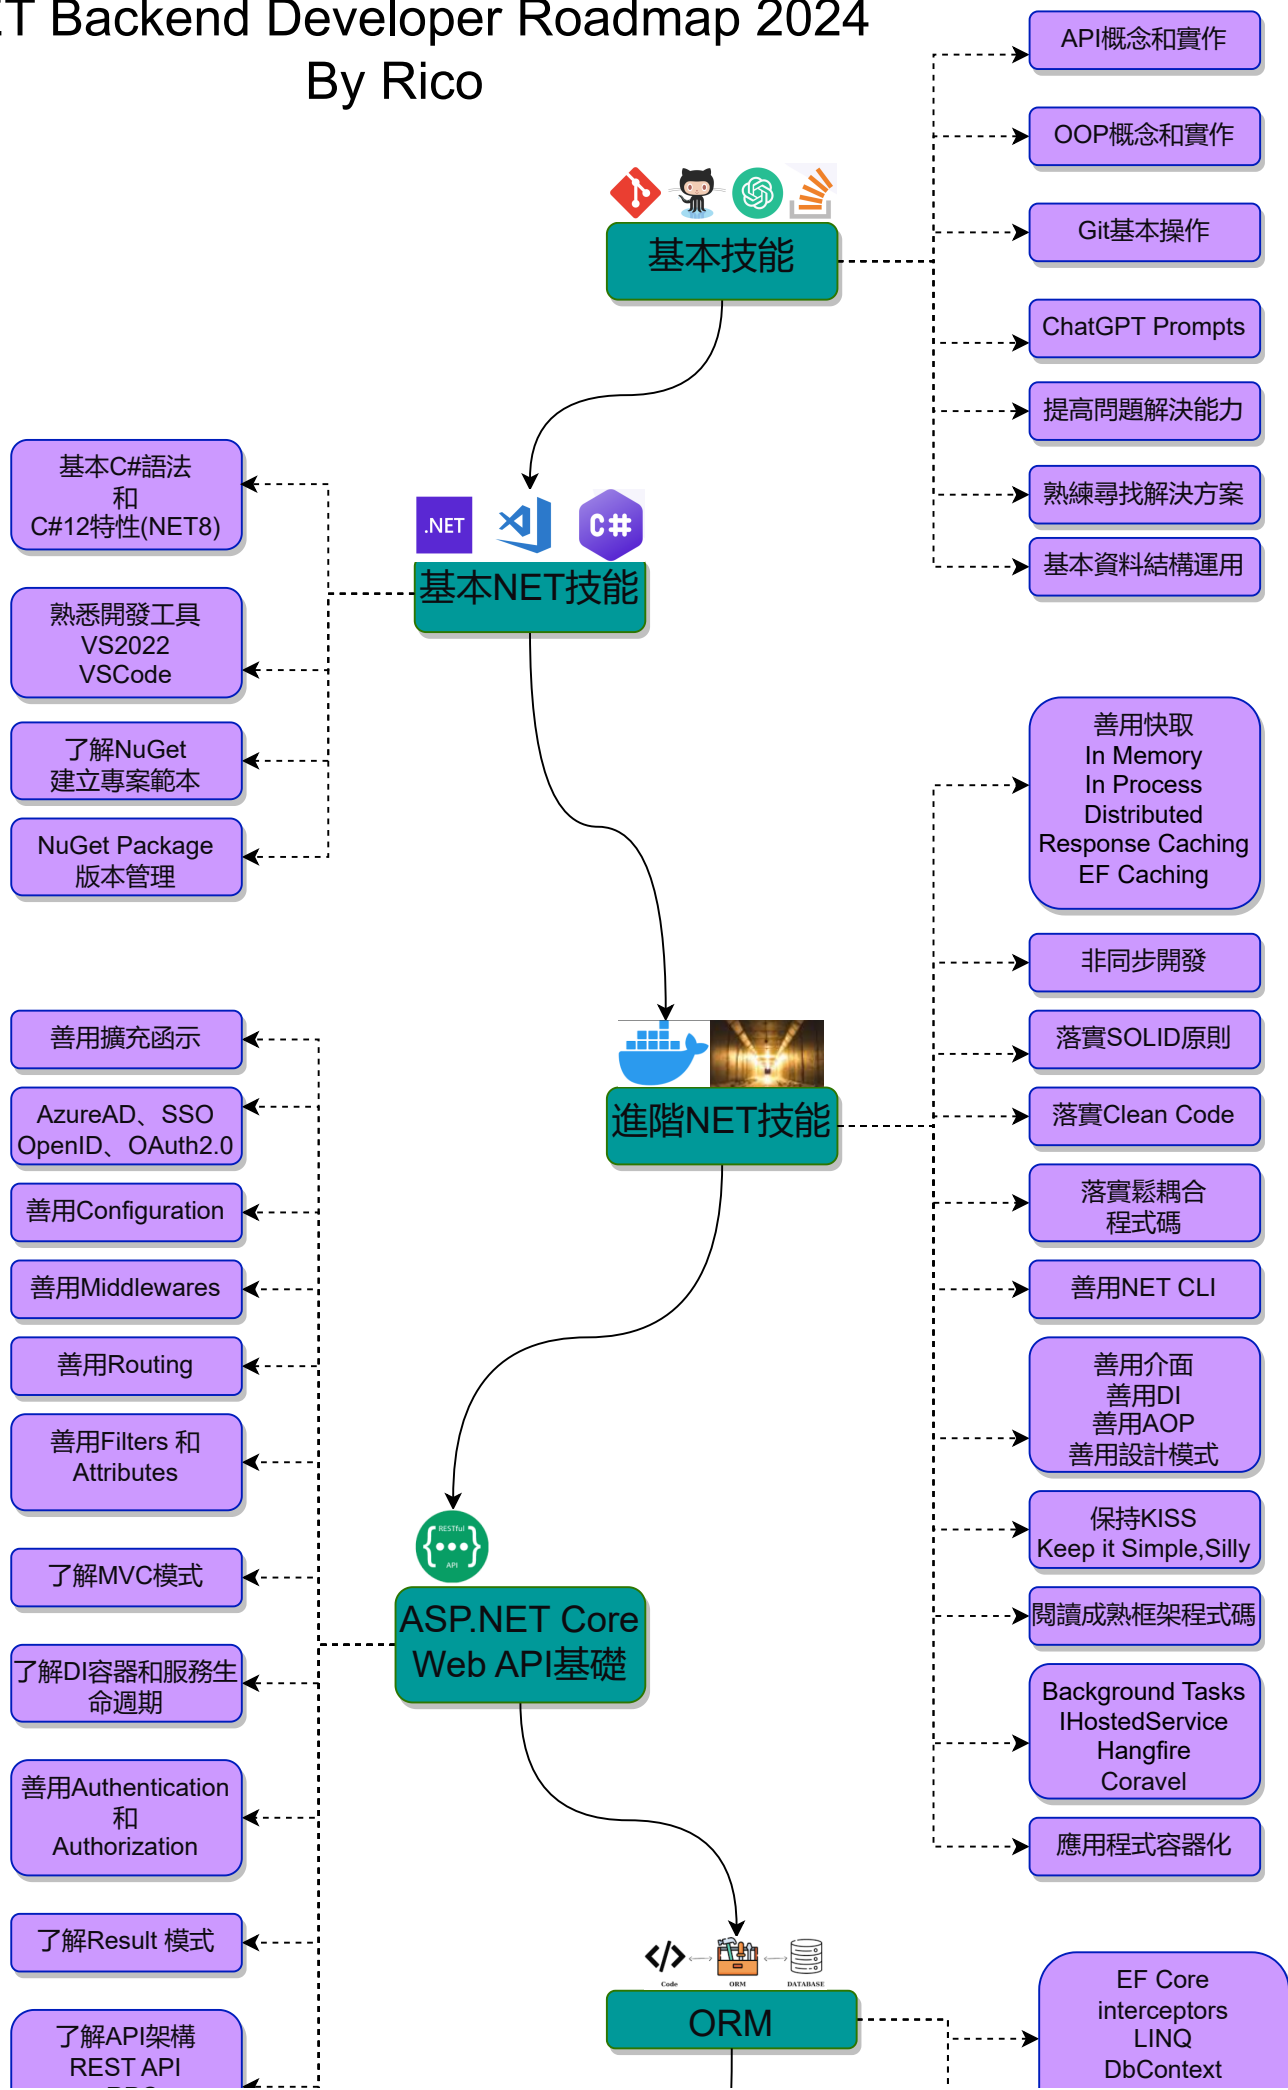 ET Backend Developer Roadmap 2024
By Rico
基本技能
API概念和實作
OOP概念和實作
Git基本操作
ChatGPT Prompts
提高問題解決能力
熟練尋找解決方案
基本資料結構運用
.NET
C#
基本NET技能
基本C#語法
和
C#12特性(NET8)
熟悉開發工具
VS2022
VSCode
了解NuGet
建立專案範本
NuGet Package
版本管理
進階NET技能
善用快取
In Memory
In Process
Distributed
Response Caching
EF Caching
非同步開發
落實SOLID原則
落實Clean Code
落實鬆耦合
程式碼
善用NET CLI
善用介面
善用DI
善用AOP
善用設計模式
保持KISS
Keep it Simple,Silly
閱讀成熟框架程式碼
Background Tasks
IHostedService
Hangfire
Coravel
應用程式容器化
RESTful
{•••}
API
ASP.NET Core
Web API基礎
善用擴充函示
AzureAD、SSO
OpenID、OAuth2.0
善用Configuration
善用Middlewares
善用Routing
善用Filters 和
Attributes
了解MVC模式
了解DI容器和服務生
命週期
善用Authentication
和
Authorization
了解Result 模式
了解API架構
REST API
</>
Code
ORM
DATABASE
ORM
EF Core
interceptors
LINQ
DbContext